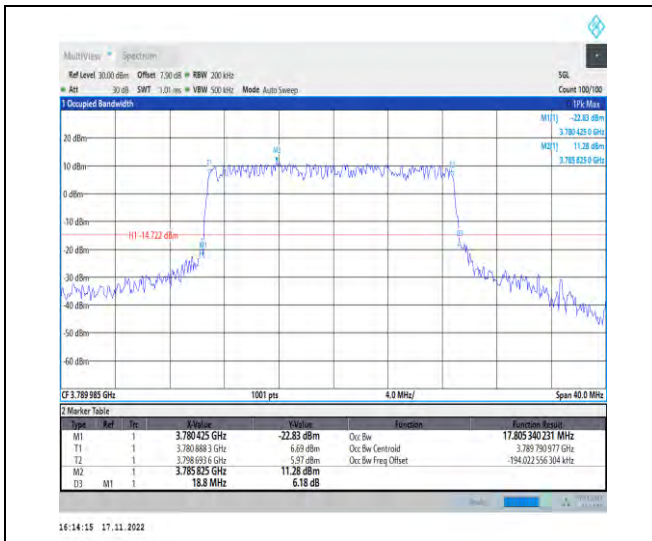 MultiView Spectrum
Ref Level 30.00 dBm Offset 7.90 dB RBW 200 kHz SGL
Att 30 dB SWT 1.01 ms VBW 500 kHz Mode Auto Sweep Count 100/100
1 Occupied Bandwidth 1Pk Max
M1[1] -22.83 dBm
3.780 425 0 GHz
M2[1] 11.28 dBm
3.785 825 0 GHz
20 dBm
M2
T1
10 dBm
0 dBm
-10 dBm
H1 -14.722 dBm
-20 dBm
-30 dBm
-40 dBm
-50 dBm
-60 dBm
CF 3.789 985 GHz 1001 pts 4.0 MHz/ Span 40.0 MHz
2 Marker Table
Type Ref Trc X-Value Y-Value Function Function Result
M1 1 3.780 425 GHz -22.83 dBm Occ Bw 17.805 340 231 MHz
T1 1 3.780 888 3 GHz 6.69 dBm Occ Bw Centroid 3.789 790 977 GHz
T2 1 3.798 693 6 GHz 5.97 dBm Occ Bw Freq Offset -194.022 556 304 kHz
M2 1 3.785 825 GHz 11.28 dBm
D3 M1 1 18.8 MHz 6.18 dB
16:14:15 17.11.2022